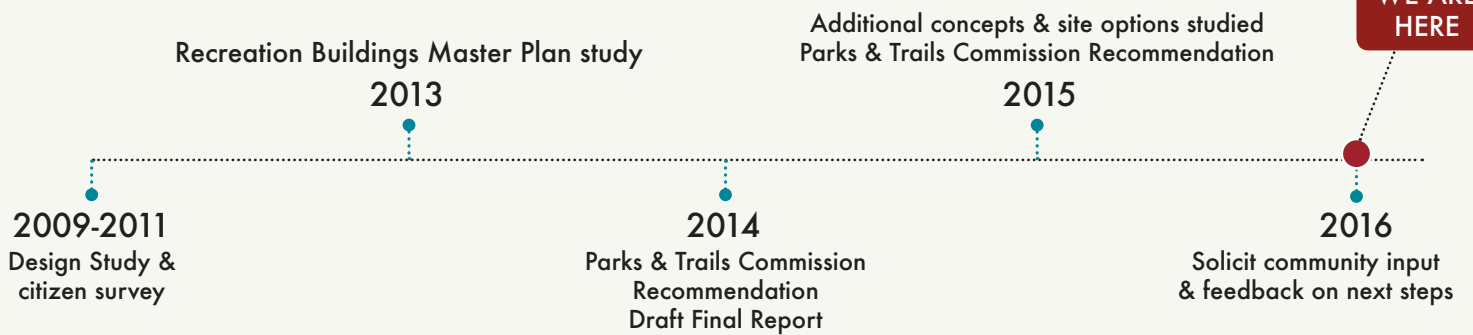 WE ARE
HERE
Recreation Buildings Master Plan study
2013
Additional concepts & site options studied
Parks & Trails Commission Recommendation
2015
2009-2011
Design Study &
citizen survey
2014
Parks & Trails Commission
Recommendation
Draft Final Report
2016
Solicit community input
& feedback on next steps